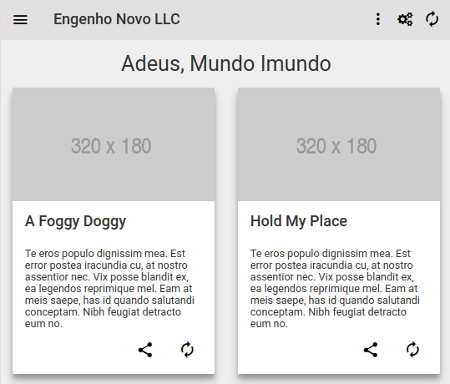 Engenho Novo LLC
Adeus, Mundo Imundo
320 x 180
320 x 180
A Foggy Doggy
Te eros populo dignissim mea. Est
error postea iracundia cu, at nostro
assentior nec. Vix posse blandit ex,
ea legendos reprimique mel. Eam at
meis saepe, has id quando salutandi
conceptam. Nibh feugiat detracto
eum no.
Hold My Place
Te eros populo dignissim mea. Est
error postea iracundia cu, at nostro
assentior nec. Vix posse blandit ex,
ea legendos reprimique mel. Eam at
meis saepe, has id quando salutandi
conceptam. Nibh feugiat detracto
eum no.